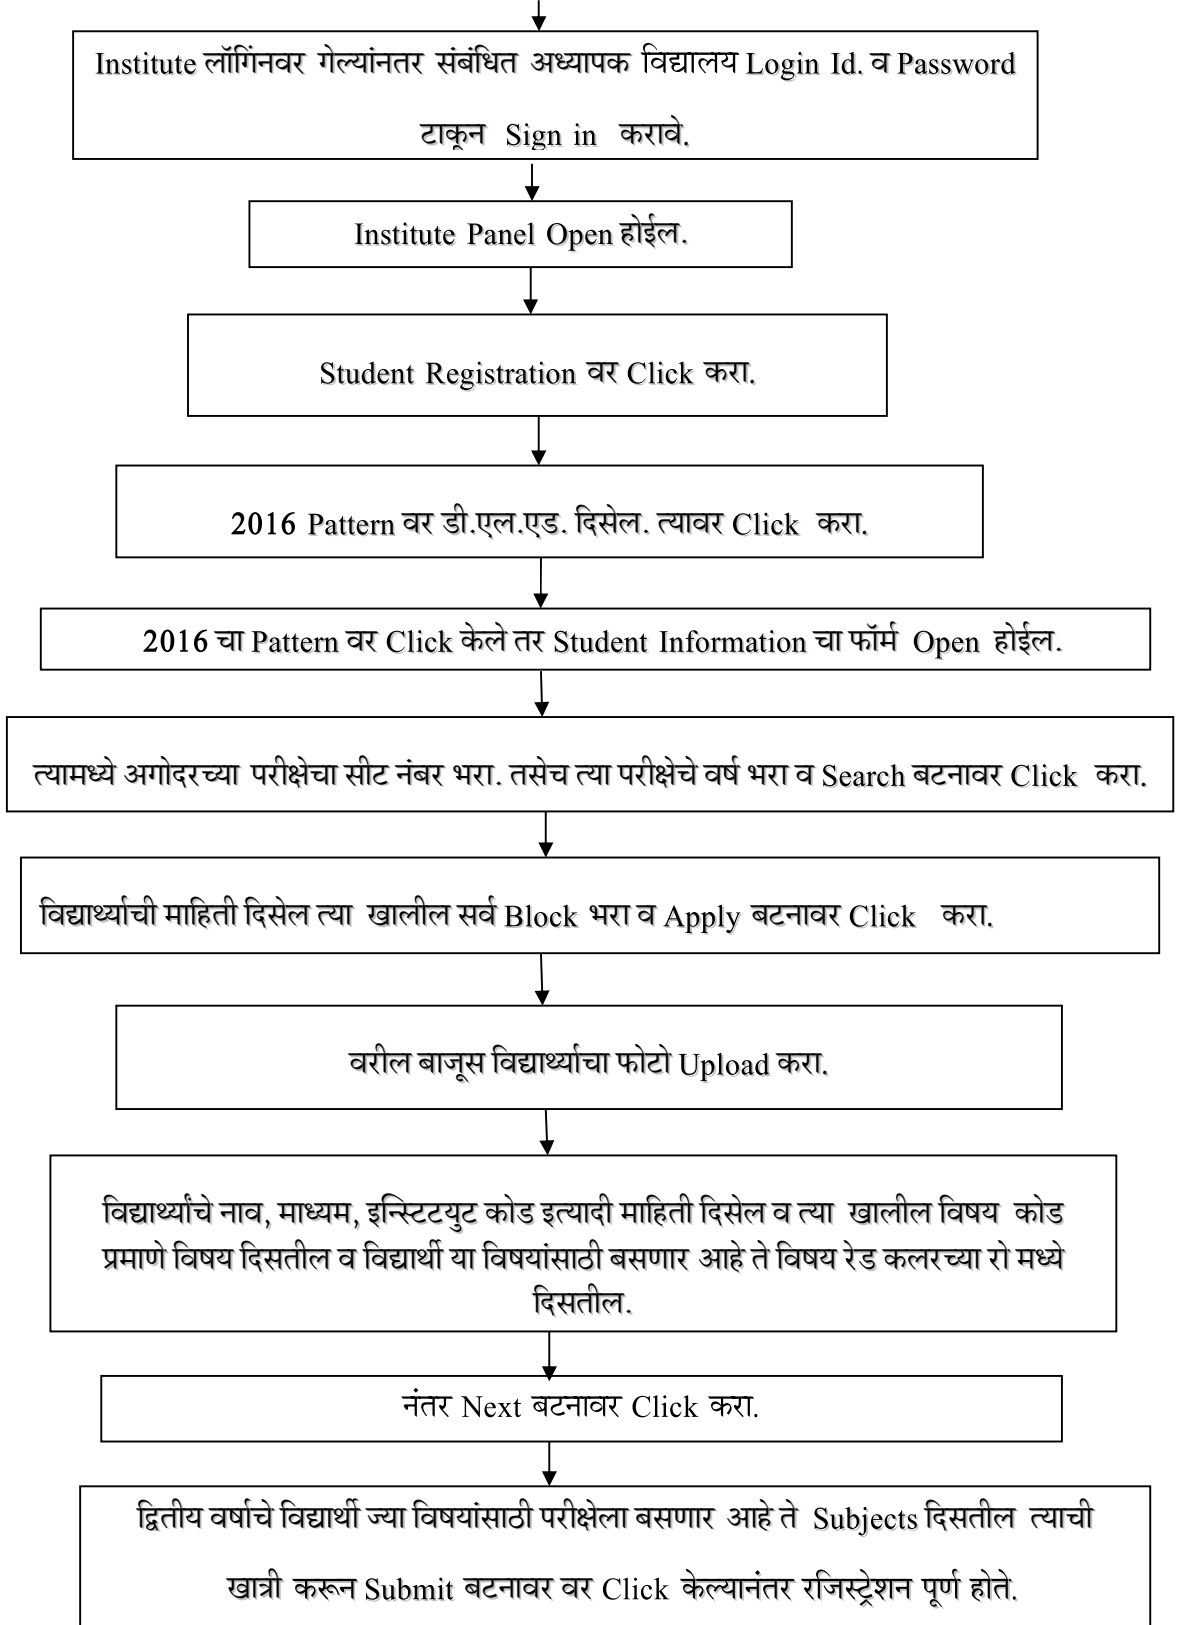 Institute लॉगिंनवर गेल्यांनतर संबंधित अध्यापक विद्यालय Login Id. व Password
टाकून Sign in करावे.
Institute Panel Open होईल.
Student Registration वर Click करा.
2016 Pattern वर डी.एल.एड. दिसेल. त्यावर Click करा.
2016 चा Pattern वर Click केले तर Student Information चा फॉर्म Open होईल.
त्यामध्ये अगोदरच्या परीक्षेचा सीट नंबर भरा. तसेच त्या परीक्षेचे वर्ष भरा व Search बटनावर Click करा.
विद्यार्थ्याची माहिती दिसेल त्या खालील सर्व Block भरा व Apply बटनावर Click करा.
वरील बाजूस विद्यार्थ्याचा फोटो Upload करा.
विद्यार्थ्यांचे नाव, माध्यम, इन्स्टिटयुट कोड इत्यादी माहिती दिसेल व त्या खालील विषय कोड
प्रमाणे विषय दिसतील व विद्यार्थी या विषयांसाठी बसणार आहे ते विषय रेड कलरच्या रो मध्ये
दिसतील.
नंतर Next बटनावर Click करा.
द्वितीय वर्षाचे विद्यार्थी ज्या विषयांसाठी परीक्षेला बसणार आहे ते Subjects दिसतील त्याची
खात्री करून Submit बटनावर वर Click केल्यानंतर रजिस्ट्रेशन पूर्ण होते.